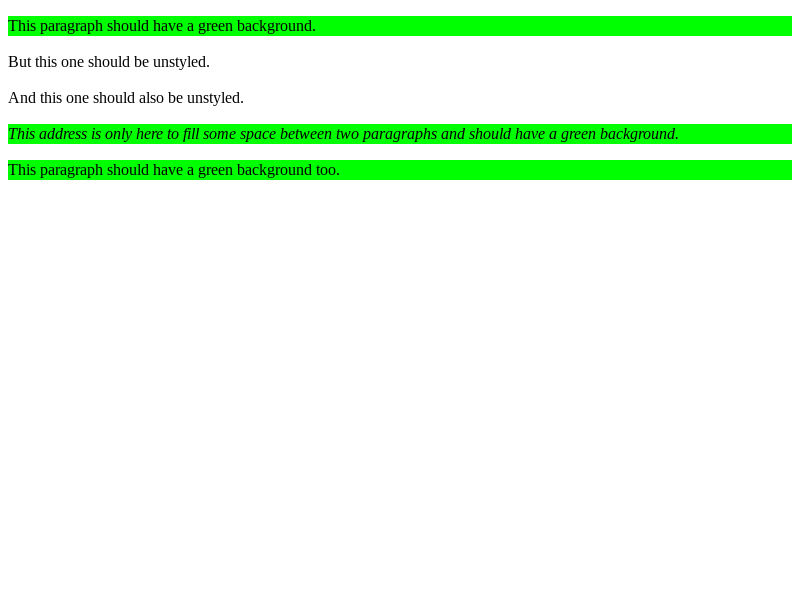 This paragraph should have a green background.
But this one should be unstyled.
And this one should also be unstyled.
This address is only here to fill some space between two paragraphs and should have a green background.
This paragraph should have a green background too.